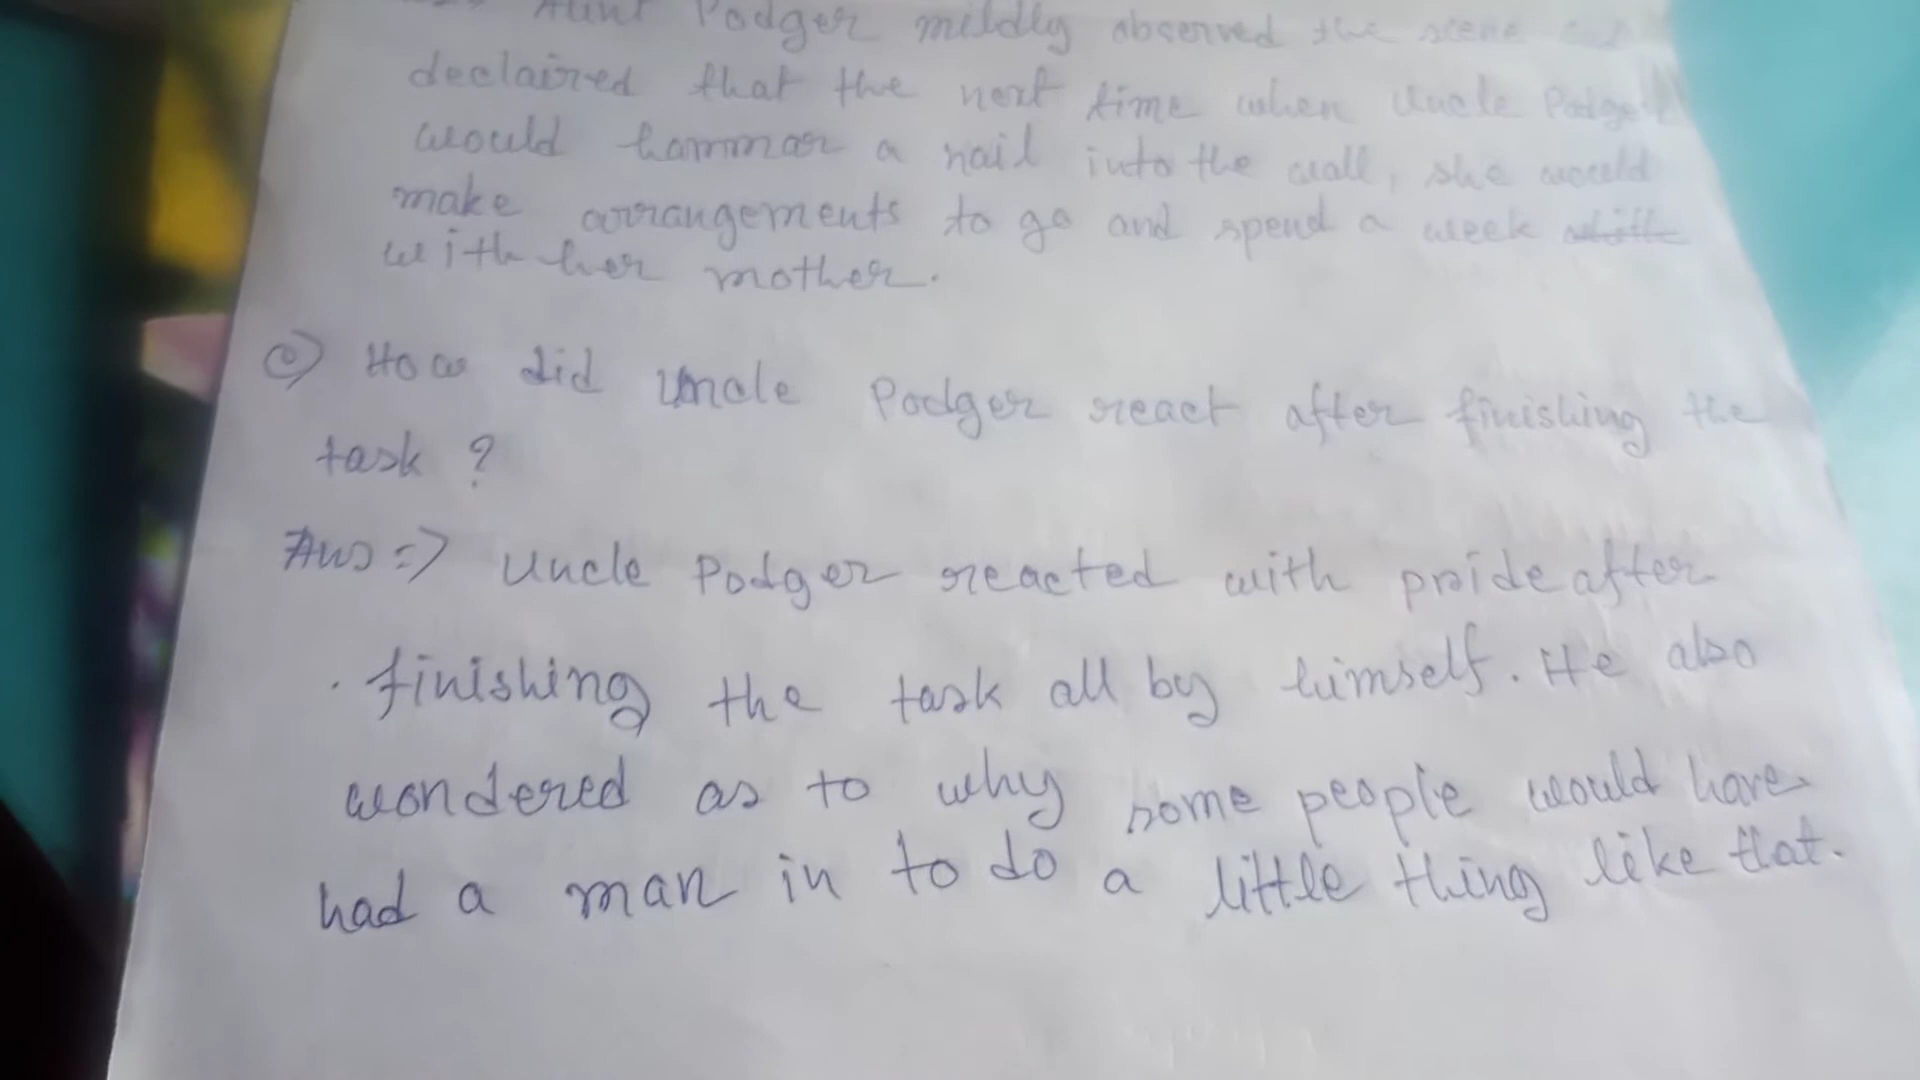 Aunt Podger mildly observed the scene
declaired that the next time when Uncle Podger
would hammar a nail into the wall, she would
make arrangements to go and spend a week
with her mother.
e) How did Uncle Podger react after finishing the
task ?
Ans => Uncle Podger reacted with pride after
finishing the task all by himself. He also
wondered as to why some people would have
had a man in to do a little thing like that.